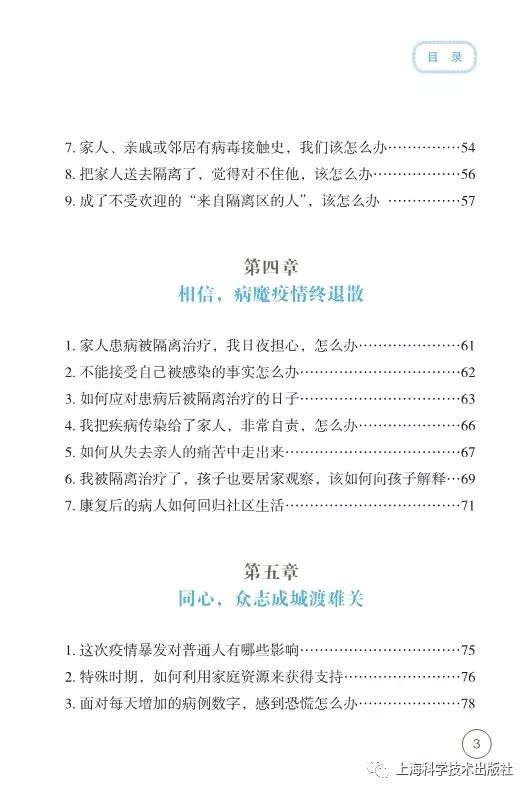 目 录
7. 家人、亲戚或邻居有病毒接触史，我们该怎么办……………54
8. 把家人送去隔离了，觉得对不住他，该怎么办……………56
9. 成了不受欢迎的“来自隔离区的人”，该怎么办 ……………57
第四章
相信，病魔疫情终退散
1. 家人患病被隔离治疗，我日夜担心，怎么办…………………61
2. 不能接受自己被感染的事实怎么办……………………………62
3. 如何应对患病后被隔离治疗的日子……………………………63
4. 我把疾病传染给了家人，非常自责，怎么办…………………66
5. 如何从失去亲人的痛苦中走出来………………………………67
6. 我被隔离治疗了，孩子也要居家观察，该如何向孩子解释…69
7. 康复后的病人如何回归社区生活………………………………71
第五章
同心，众志成城渡难关
1. 这次疫情暴发对普通人有哪些影响……………………………75
2. 特殊时期，如何利用家庭资源来获得支持……………………76
3. 面对每天增加的病例数字，感到恐慌怎么办…………………78
3
上海科学技术出版社